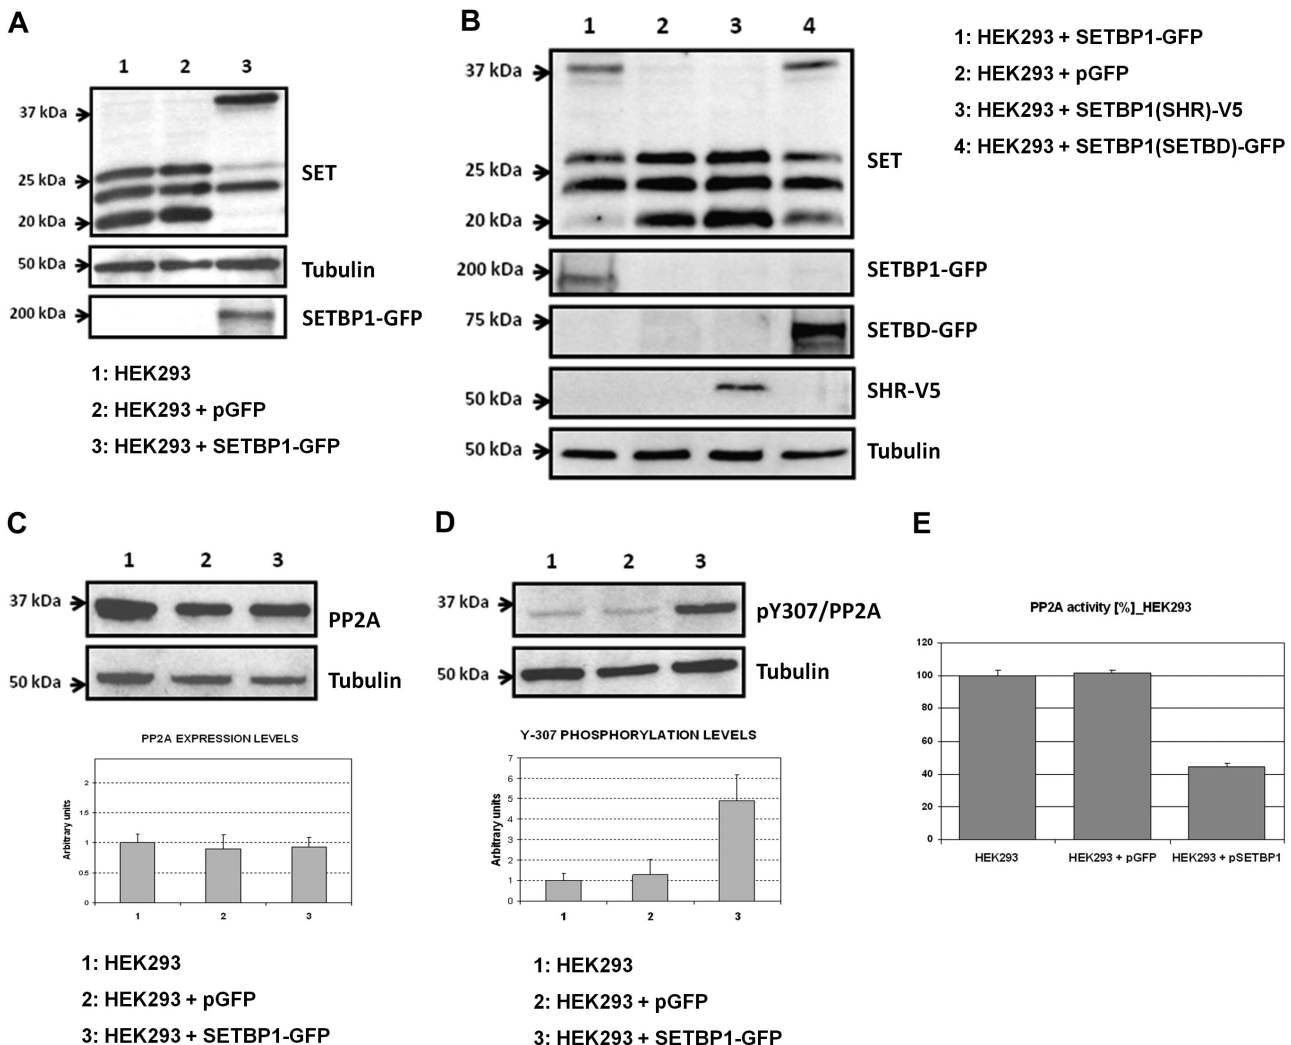 A
1 2 3
37 kDa
25 kDa
20 kDa
SET
50 kDa
Tubulin
200 kDa
SETBP1-GFP
1: HEK293
2: HEK293 + pGFP
3: HEK293 + SETBP1-GFP
B
1 2 3 4
37 kDa
25 kDa
20 kDa
SET
200 kDa
SETBP1-GFP
75 kDa
SETBD-GFP
50 kDa
SHR-V5
50 kDa
Tubulin
1: HEK293 + SETBP1-GFP
2: HEK293 + pGFP
3: HEK293 + SETBP1(SHR)-V5
4: HEK293 + SETBP1(SETBD)-GFP
C
1 2 3
37 kDa
PP2A
50 kDa
Tubulin
PP2A EXPRESSION LEVELS
Arbitrary units
2
1.5
1
0.5
0
1 2 3
1: HEK293
2: HEK293 + pGFP
3: HEK293 + SETBP1-GFP
D
1 2 3
37 kDa
pY307/PP2A
50 kDa
Tubulin
Y-307 PHOSPHORYLATION LEVELS
Arbitrary units
7
6
5
4
3
2
1
0
1 2 3
1: HEK293
2: HEK293 + pGFP
3: HEK293 + SETBP1-GFP
E
PP2A activity [%]_HEK293
120
100
80
60
40
20
0
HEK293 HEK293 + pGFP HEK293 + pSETBP1